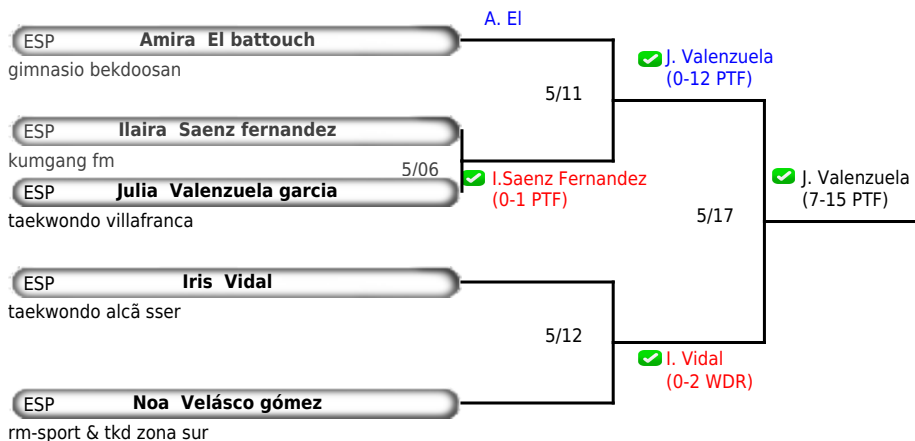 A. El
ESP Amira El battouch
gimnasio bekdoosan
J. Valenzuela
(0-12 PTF)
5/11
ESP Ilaira Saenz fernandez
kumgang fm
5/06
I.Saenz Fernandez
(0-1 PTF)
ESP Julia Valenzuela garcia
taekwondo villafranca
J. Valenzuela
(7-15 PTF)
5/17
ESP Iris Vidal
taekwondo alcã sser
5/12
I. Vidal
(0-2 WDR)
ESP Noa Velásco gómez
rm-sport & tkd zona sur